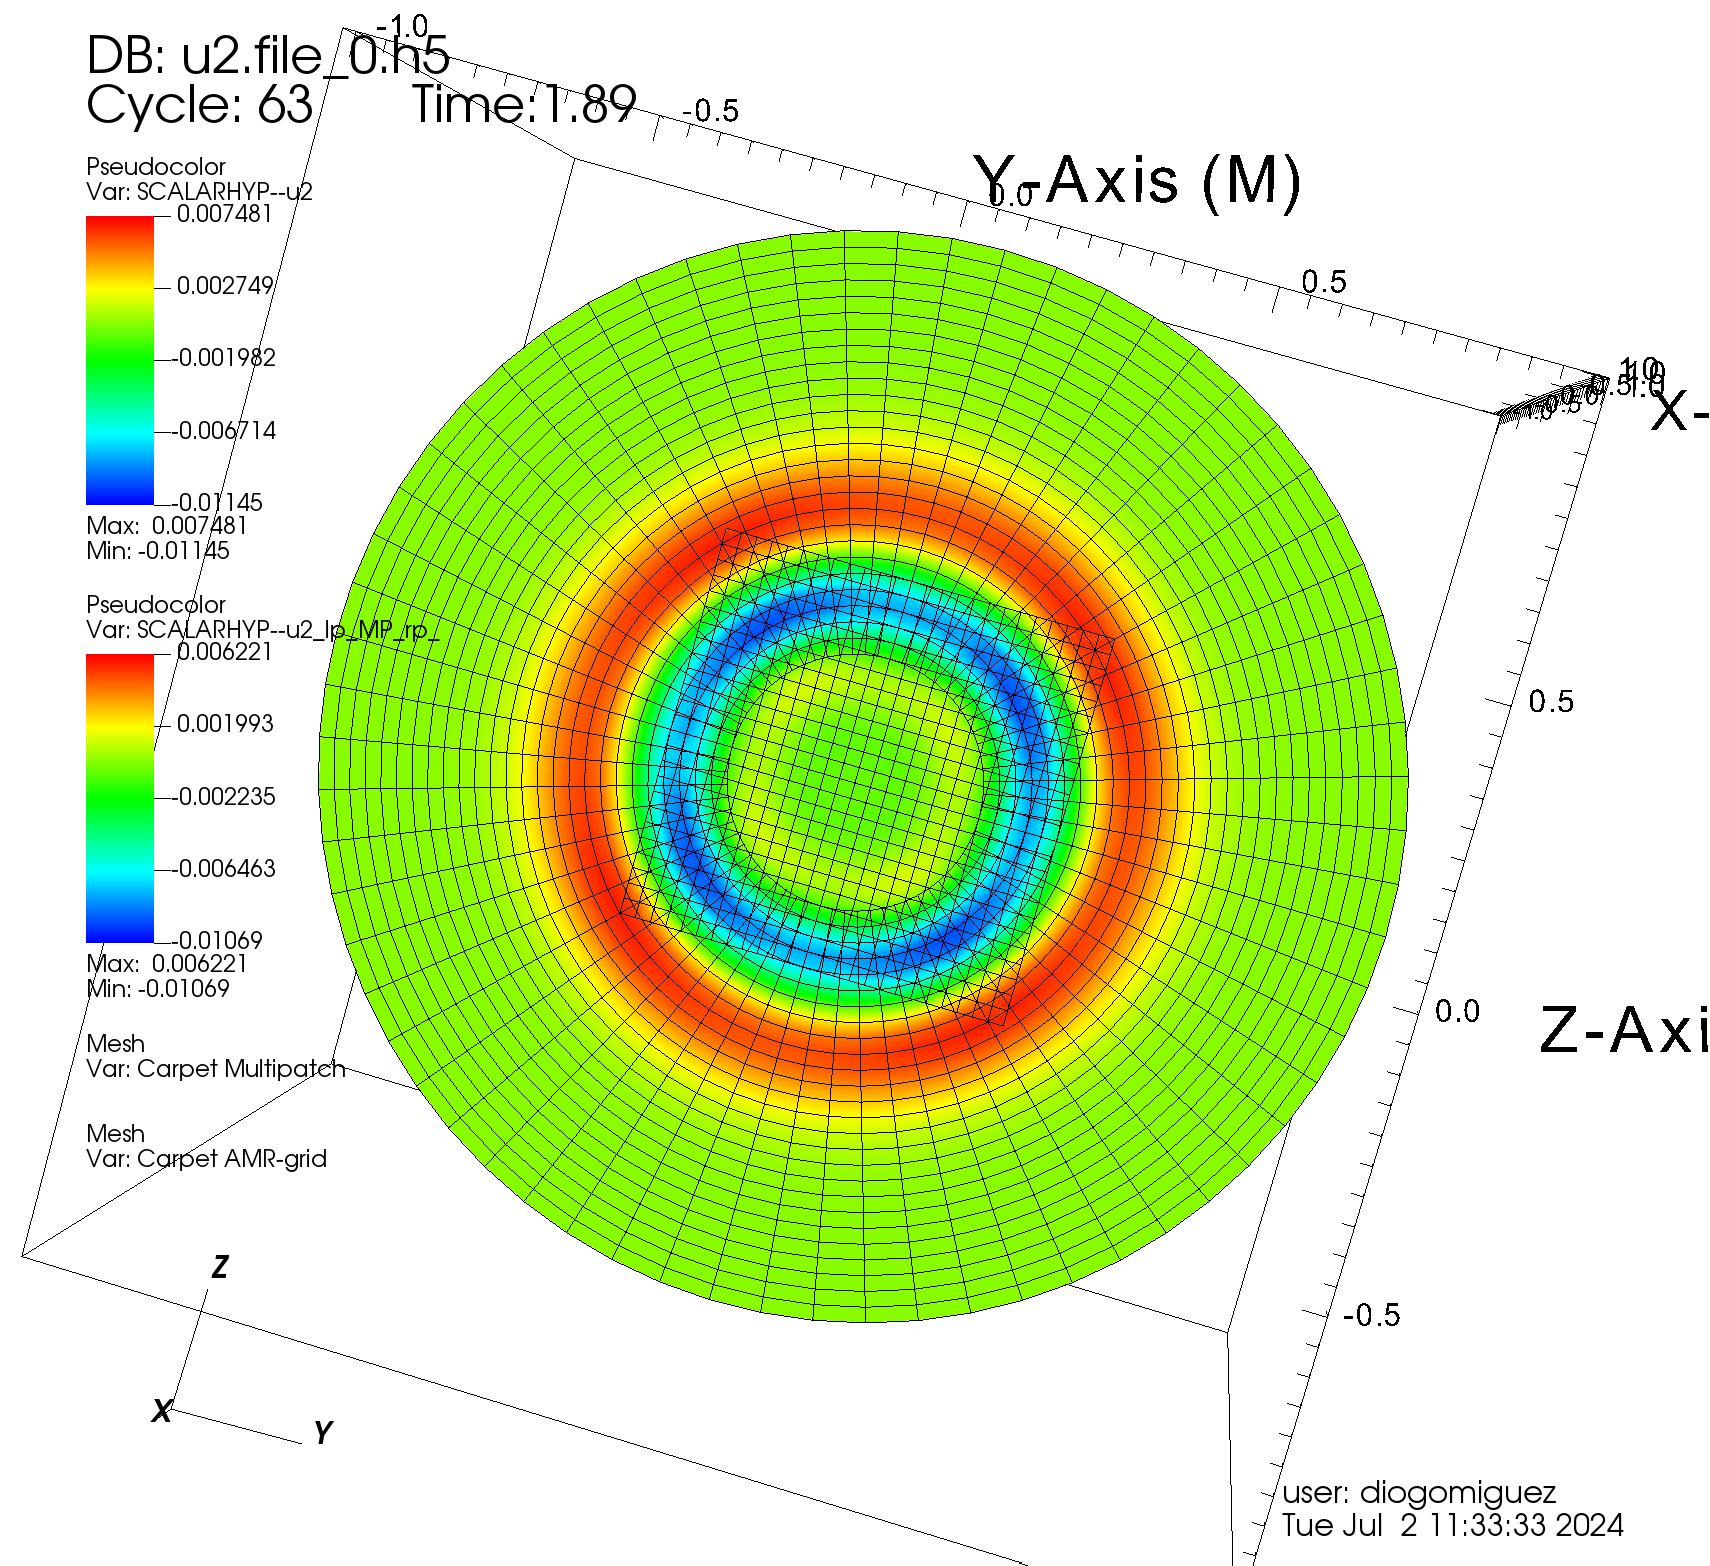 DB: u2.file_0.h5
Cycle: 63 Time:1.89
Pseudocolor
Var: SCALARHYP--u2
0.007481
0.002749
-0.001982
-0.006714
-0.01145
Max: 0.007481
Min: -0.01145
Pseudocolor
Var: SCALARHYP--u2_lp_MP_rp_
0.006221
0.001993
-0.002235
-0.006463
-0.01069
Max: 0.006221
Min: -0.01069
Mesh
Var: Carpet Multipatch
Mesh
Var: Carpet AMR-grid
-1.0
-0.5
0.0
0.5
1.0
Y-Axis (M)
X-
0.5
0.0
-0.5
Z-Axi
Z
X
Y
user: diogomiguez
Tue Jul 2 11:33:33 2024